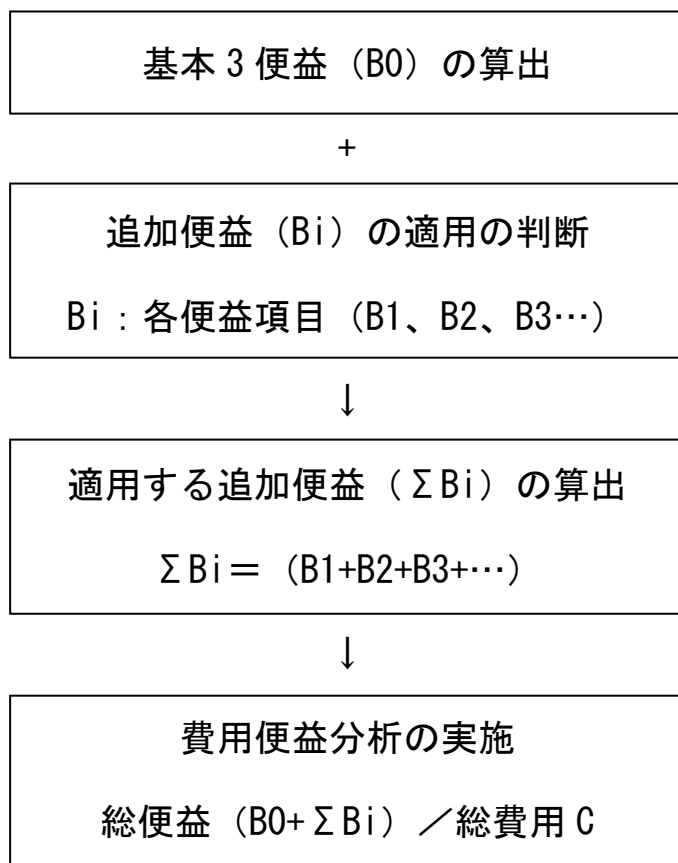 基本3便益（B0）の算出
+
追加便益（Bi）の適用の判断
Bi：各便益項目（B1、B2、B3…）
↓
適用する追加便益（ΣBi）の算出
ΣBi＝（B1+B2+B3+…）
↓
費用便益分析の実施
総便益（B0+ΣBi）／総費用C